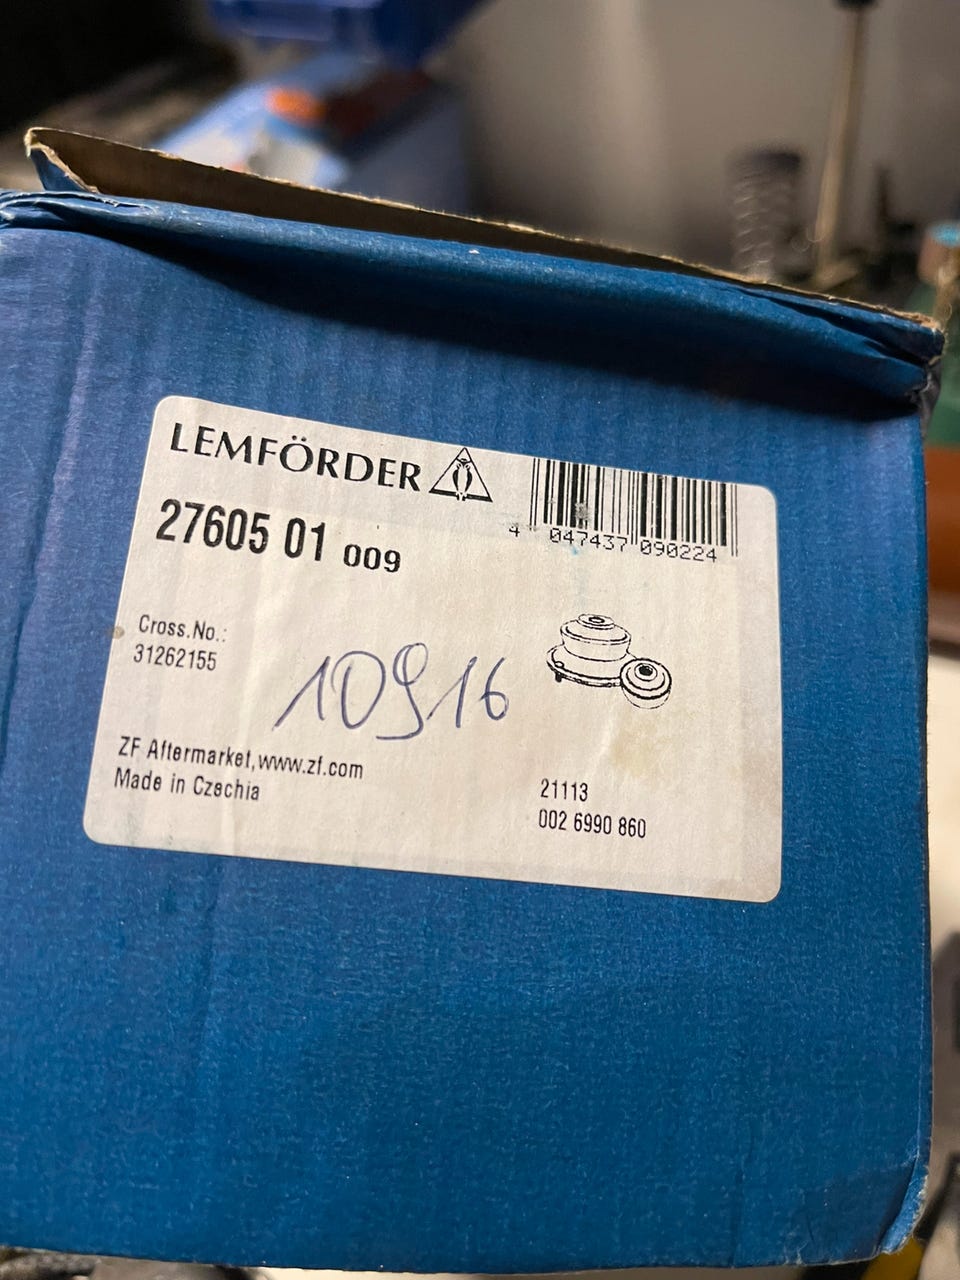 LEMFÖRDER
27605 01 009
4 047437 090224
Cross.No.:
31262155
10916
ZF Aftermarket, www.zf.com
Made in Czechia
21113
002 6990 860